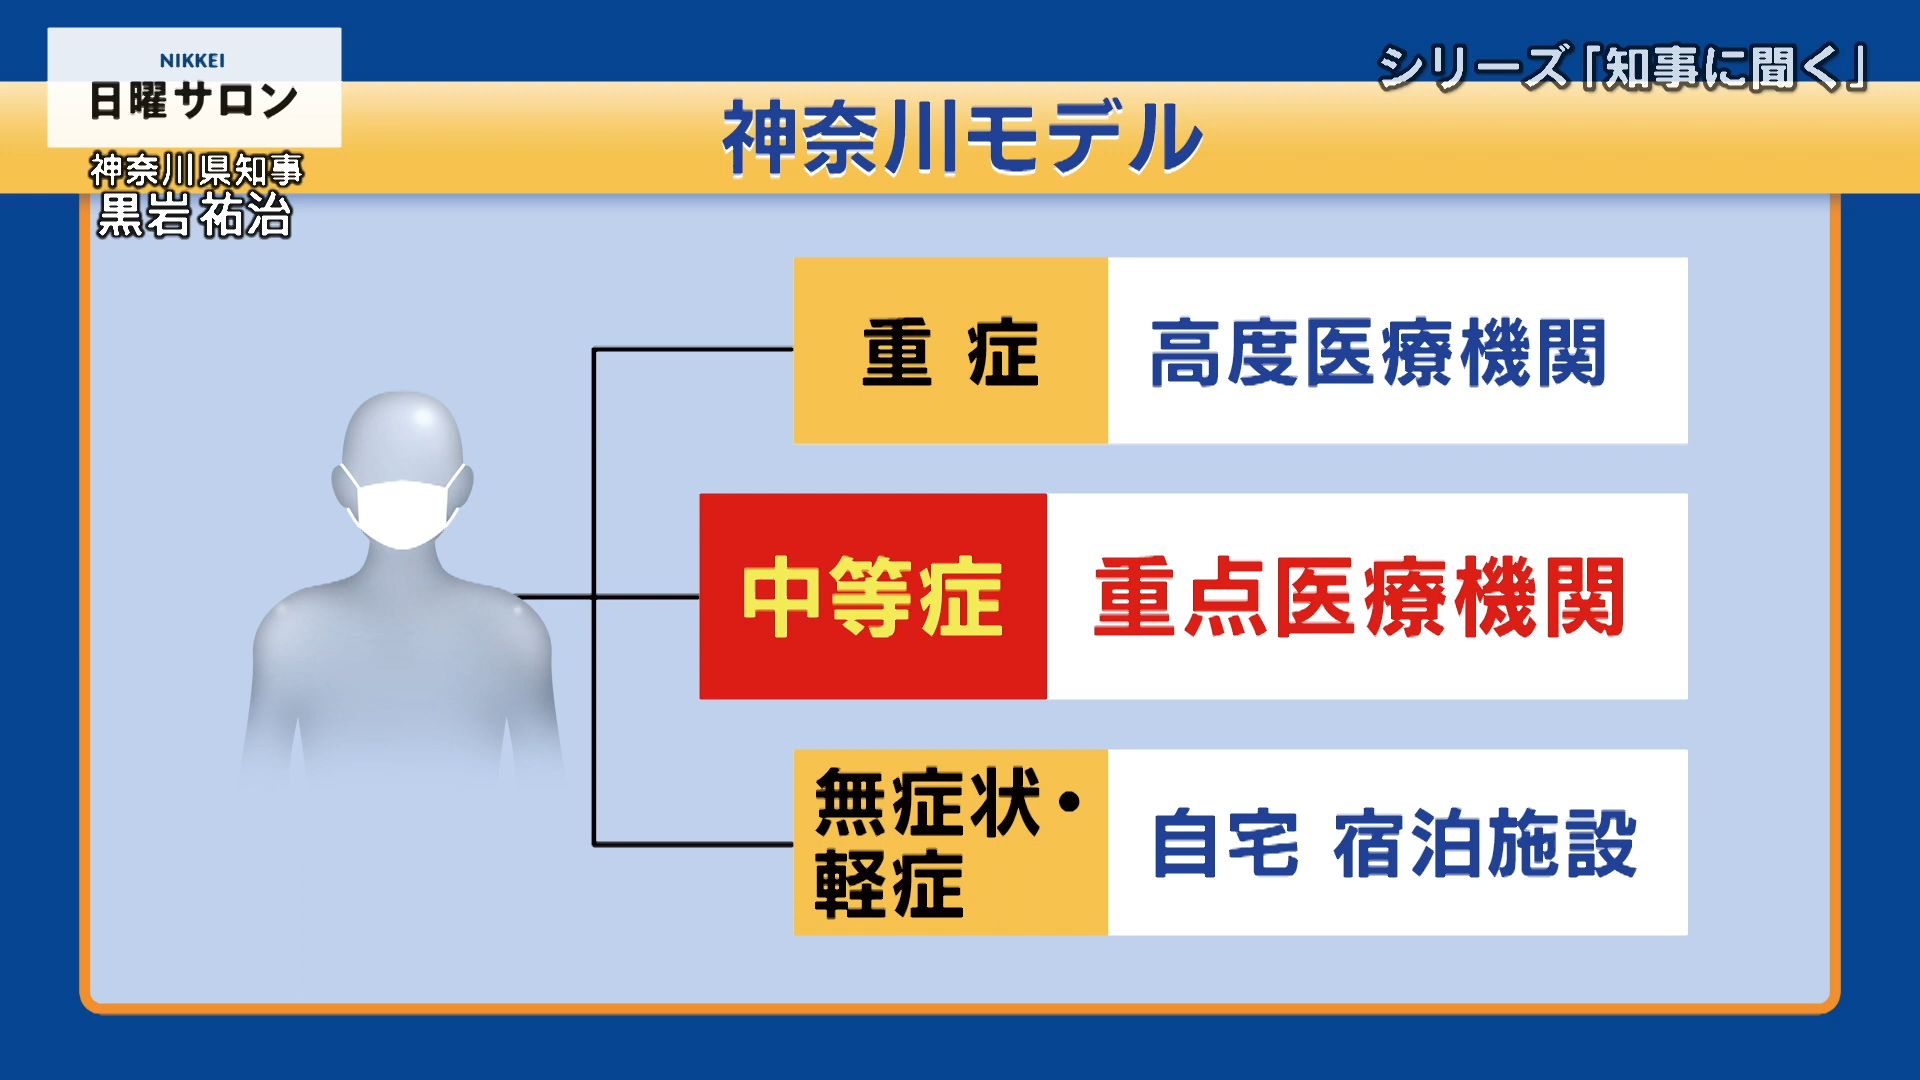 NIKKEI
日曜サロン
神奈川県知事
黒岩 祐治
シリーズ「知事に聞く」
神奈川モデル
重 症
高度医療機関
中等症
重点医療機関
無症状・
軽症
自宅 宿泊施設